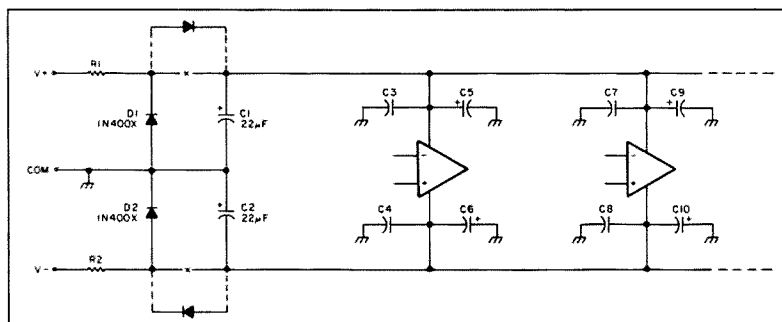 V+
R1
×
D1
1N400X
+
C1
22µF
C3
C5
+
C7
C9
+
COM
-
+
-
+
D2
1N400X
+
C2
22µF
C4
C6
+
C8
C10
+
V-
R2
×